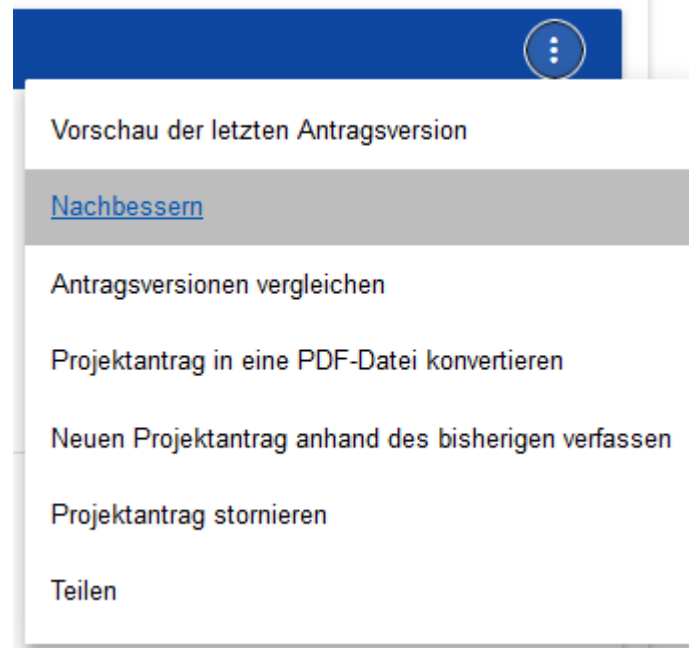 Vorschau der letzten Antragsversion
Nachbessern
Antragsversionen vergleichen
Projektantrag in eine PDF-Datei konvertieren
Neuen Projektantrag anhand des bisherigen verfassen
Projektantrag stornieren
Teilen